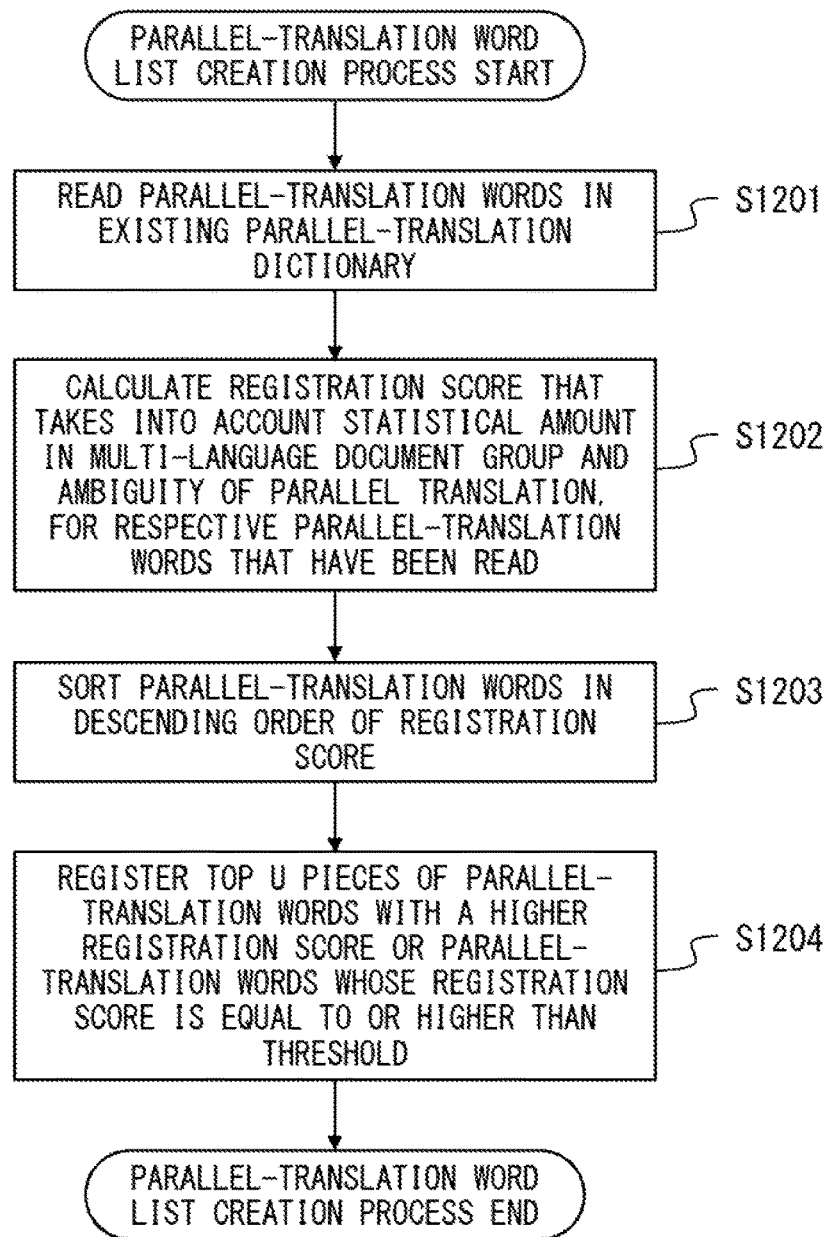 PARALLEL-TRANSLATION WORD
LIST CREATION PROCESS START
READ PARALLEL-TRANSLATION WORDS IN
EXISTING PARALLEL-TRANSLATION
DICTIONARY
S1201
CALCULATE REGISTRATION SCORE THAT
TAKES INTO ACCOUNT STATISTICAL AMOUNT
IN MULTI-LANGUAGE DOCUMENT GROUP AND
AMBIGUITY OF PARALLEL TRANSLATION,
FOR RESPECTIVE PARALLEL-TRANSLATION
WORDS THAT HAVE BEEN READ
S1202
SORT PARALLEL-TRANSLATION WORDS IN
DESCENDING ORDER OF REGISTRATION
SCORE
S1203
REGISTER TOP U PIECES OF PARALLEL-
TRANSLATION WORDS WITH A HIGHER
REGISTRATION SCORE OR PARALLEL-
TRANSLATION WORDS WHOSE REGISTRATION
SCORE IS EQUAL TO OR HIGHER THAN
THRESHOLD
S1204
PARALLEL-TRANSLATION WORD
LIST CREATION PROCESS END